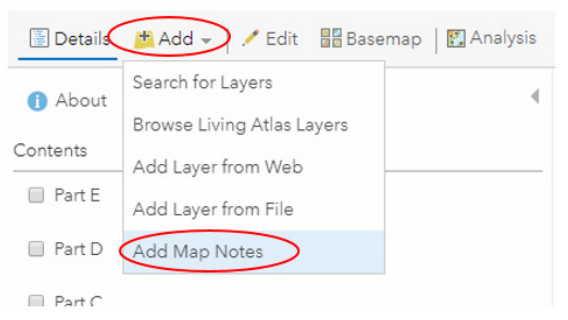 Details Add Edit Basemap Analysis
About
Contents
Part E
Part D
Part C
Search for Layers
Browse Living Atlas Layers
Add Layer from Web
Add Layer from File
Add Map Notes